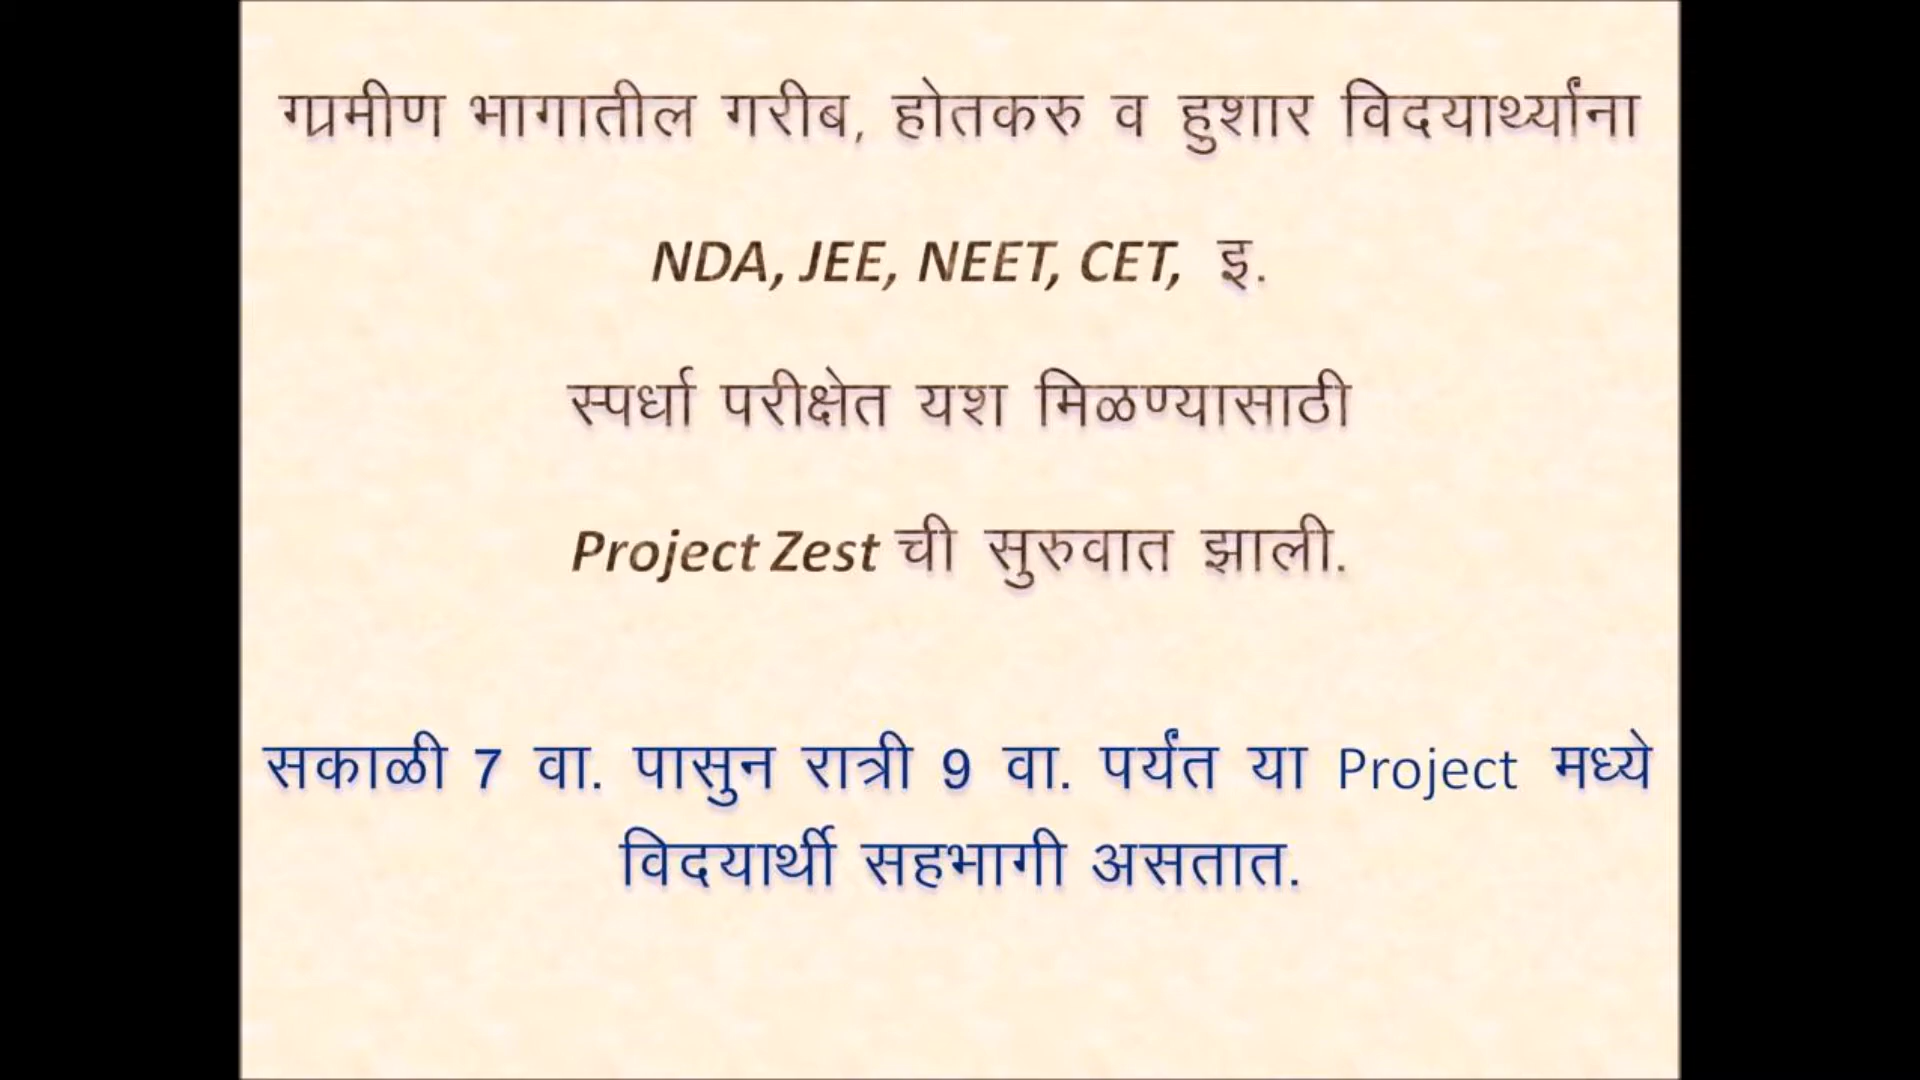 ग्रमीण भागातील गरीब, होतकरु व हुशार विदयार्थ्यांना
NDA, JEE, NEET, CET, इ.
स्पर्धा परीक्षेत यश मिळण्यासाठी
Project Zest ची सुरुवात झाली.
सकाळी 7 वा. पासुन रात्री 9 वा. पर्यंत या Project मध्ये
विदयार्थी सहभागी असतात.